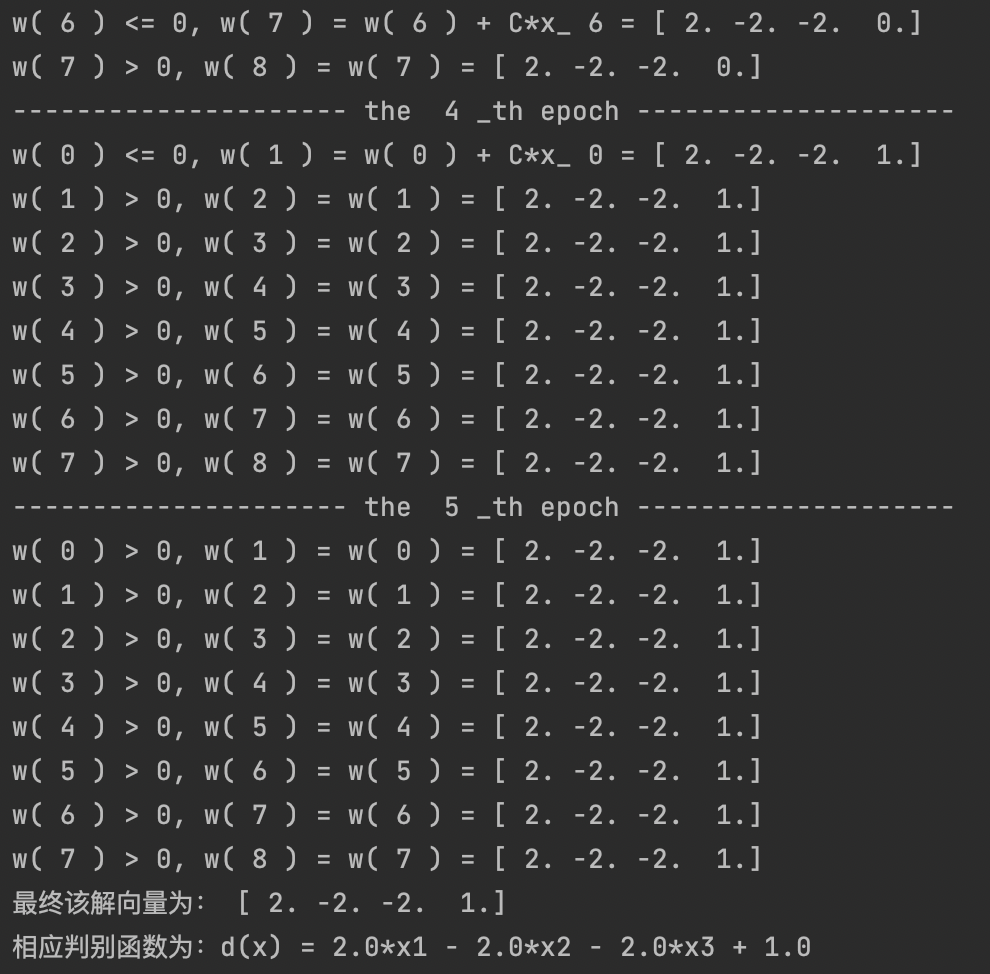 w( 6 ) <= 0, w( 7 ) = w( 6 ) + C*x_ 6 = [ 2. -2. -2.  0.]
w( 7 ) > 0, w( 8 ) = w( 7 ) = [ 2. -2. -2.  0.]
--------------------- the  4 _th epoch --------------------
w( 0 ) <= 0, w( 1 ) = w( 0 ) + C*x_ 0 = [ 2. -2. -2.  1.]
w( 1 ) > 0, w( 2 ) = w( 1 ) = [ 2. -2. -2.  1.]
w( 2 ) > 0, w( 3 ) = w( 2 ) = [ 2. -2. -2.  1.]
w( 3 ) > 0, w( 4 ) = w( 3 ) = [ 2. -2. -2.  1.]
w( 4 ) > 0, w( 5 ) = w( 4 ) = [ 2. -2. -2.  1.]
w( 5 ) > 0, w( 6 ) = w( 5 ) = [ 2. -2. -2.  1.]
w( 6 ) > 0, w( 7 ) = w( 6 ) = [ 2. -2. -2.  1.]
w( 7 ) > 0, w( 8 ) = w( 7 ) = [ 2. -2. -2.  1.]
--------------------- the  5 _th epoch --------------------
w( 0 ) > 0, w( 1 ) = w( 0 ) = [ 2. -2. -2.  1.]
w( 1 ) > 0, w( 2 ) = w( 1 ) = [ 2. -2. -2.  1.]
w( 2 ) > 0, w( 3 ) = w( 2 ) = [ 2. -2. -2.  1.]
w( 3 ) > 0, w( 4 ) = w( 3 ) = [ 2. -2. -2.  1.]
w( 4 ) > 0, w( 5 ) = w( 4 ) = [ 2. -2. -2.  1.]
w( 5 ) > 0, w( 6 ) = w( 5 ) = [ 2. -2. -2.  1.]
w( 6 ) > 0, w( 7 ) = w( 6 ) = [ 2. -2. -2.  1.]
w( 7 ) > 0, w( 8 ) = w( 7 ) = [ 2. -2. -2.  1.]
最终该解向量为： [ 2. -2. -2.  1.]
相应判别函数为：d(x) = 2.0*x1 - 2.0*x2 - 2.0*x3 + 1.0